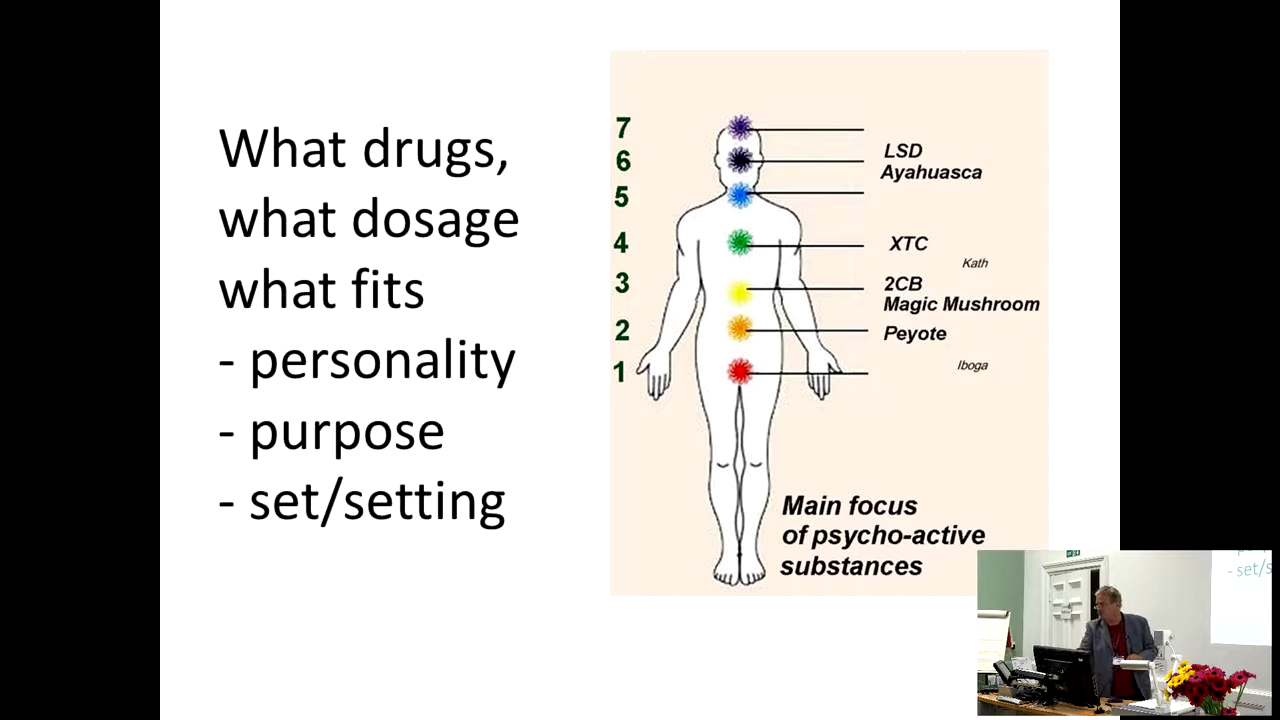 What drugs,
what dosage
what fits
- personality
- purpose
- set/setting
7
6
5
4
3
2
1
LSD
Ayahuasca
XTC
Kath
2CB
Magic Mushroom
Peyote
Iboga
Main focus
of psycho-active
substances
- set/s